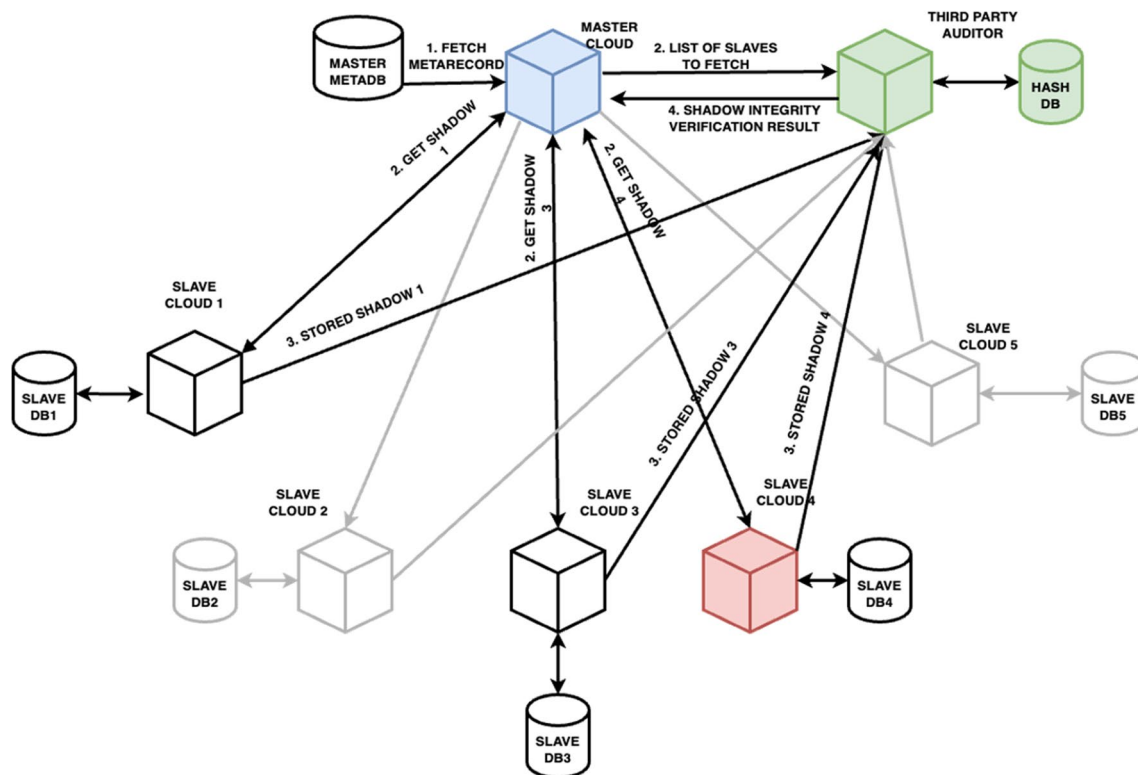 MASTER
METADB
1. FETCH
METARECORD
MASTER
CLOUD
2. LIST OF SLAVES
TO FETCH
4. SHADOW INTEGRITY
VERIFICATION RESULT
THIRD PARTY
AUDITOR
HASH
DB
2. GET SHADOW
1
2. GET SHADOW
3
2. GET SHADOW
4
SLAVE
CLOUD 1
3. STORED SHADOW 1
SLAVE
DB1
SLAVE
CLOUD 5
SLAVE
DB5
3. STORED SHADOW 3
3. STORED SHADOW 4
SLAVE
CLOUD 2
SLAVE
DB2
SLAVE
CLOUD 3
SLAVE
CLOUD 4
SLAVE
DB4
SLAVE
DB3